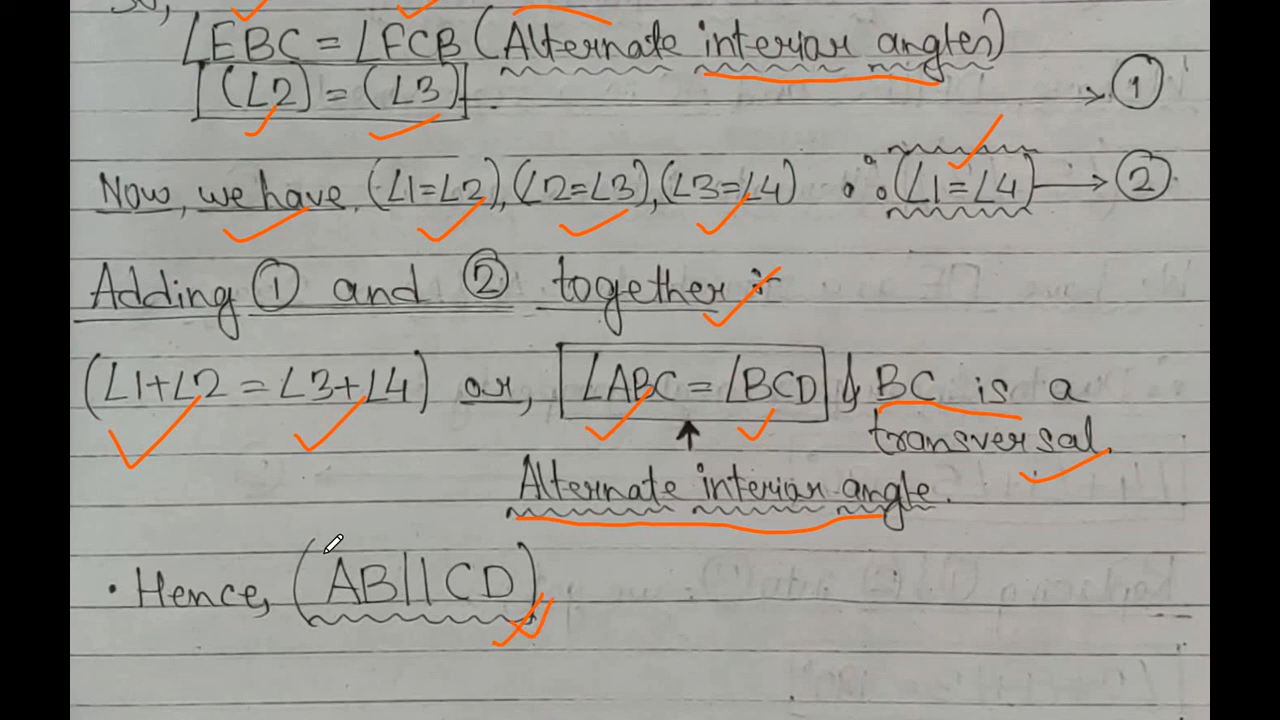 So,
∠EBC = ∠FCB (Alternate interior angles)
(∠2) = (∠3) → ①
Now, we have, (∠1=∠2), (∠2=∠3), (∠3=∠4) ∴ (∠1=∠4) → ②
Adding ① and ② together :-
(∠1+∠2 = ∠3+∠4) or, ∠ABC = ∠BCD & BC is a
transversal.
Alternate interior angle.
• Hence, (AB||CD)